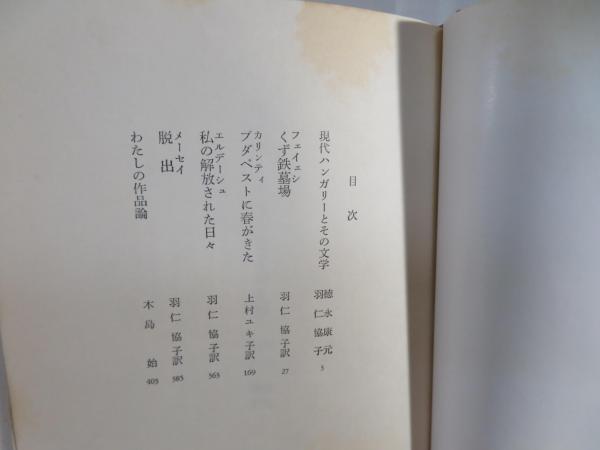 目次
現代ハンガリーとその文学 徳永康元 羽仁協子 3
フェイェシ
くず鉄墓場 羽仁協子訳 27
カリンティ
ブダペストに春がきた 上村ユキ子訳 169
エルデーシュ
私の解放された日々 羽仁協子訳 363
メーセイ
脱出 羽仁協子訳 385
わたしの作品論 木島始 403